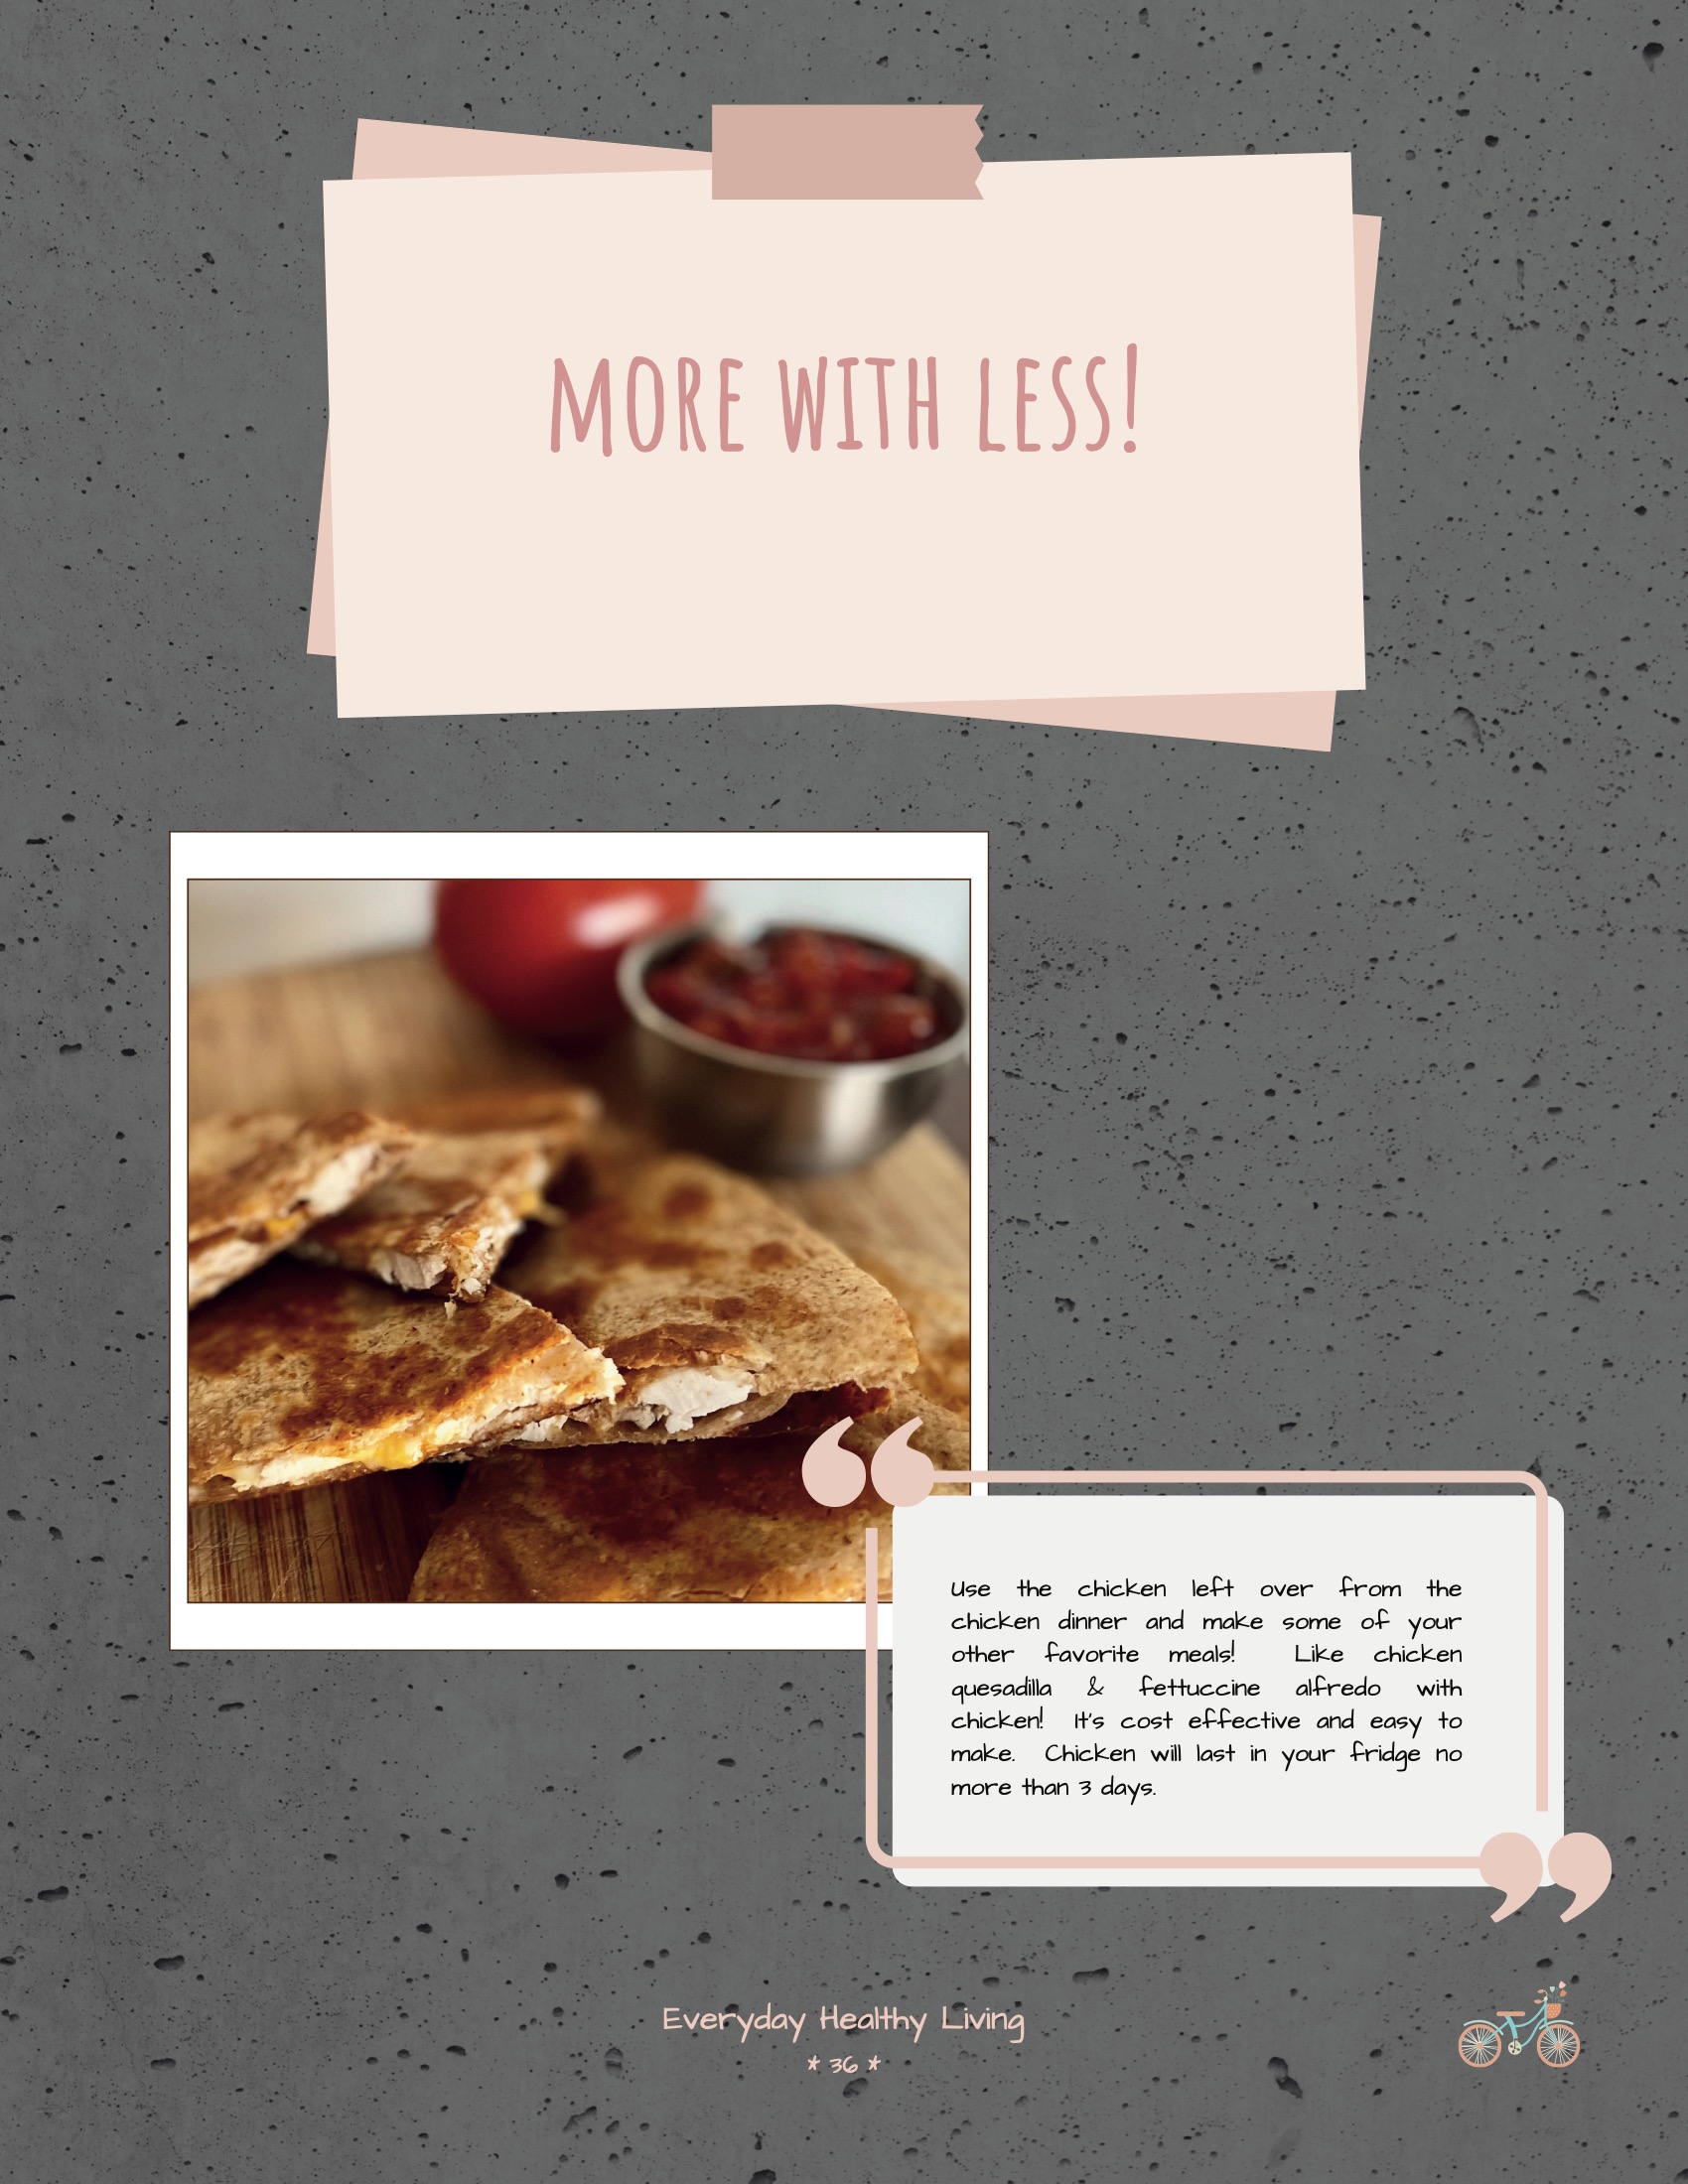 MORE WITH LESS!
Use the chicken left over from the
chicken dinner and make some of your
other favorite meals! Like chicken
quesadilla & fettuccine alfredo with
chicken! It's cost effective and easy to
make. Chicken will last in your fridge no
more than 3 days.
Everyday Healthy Living
* 36 *